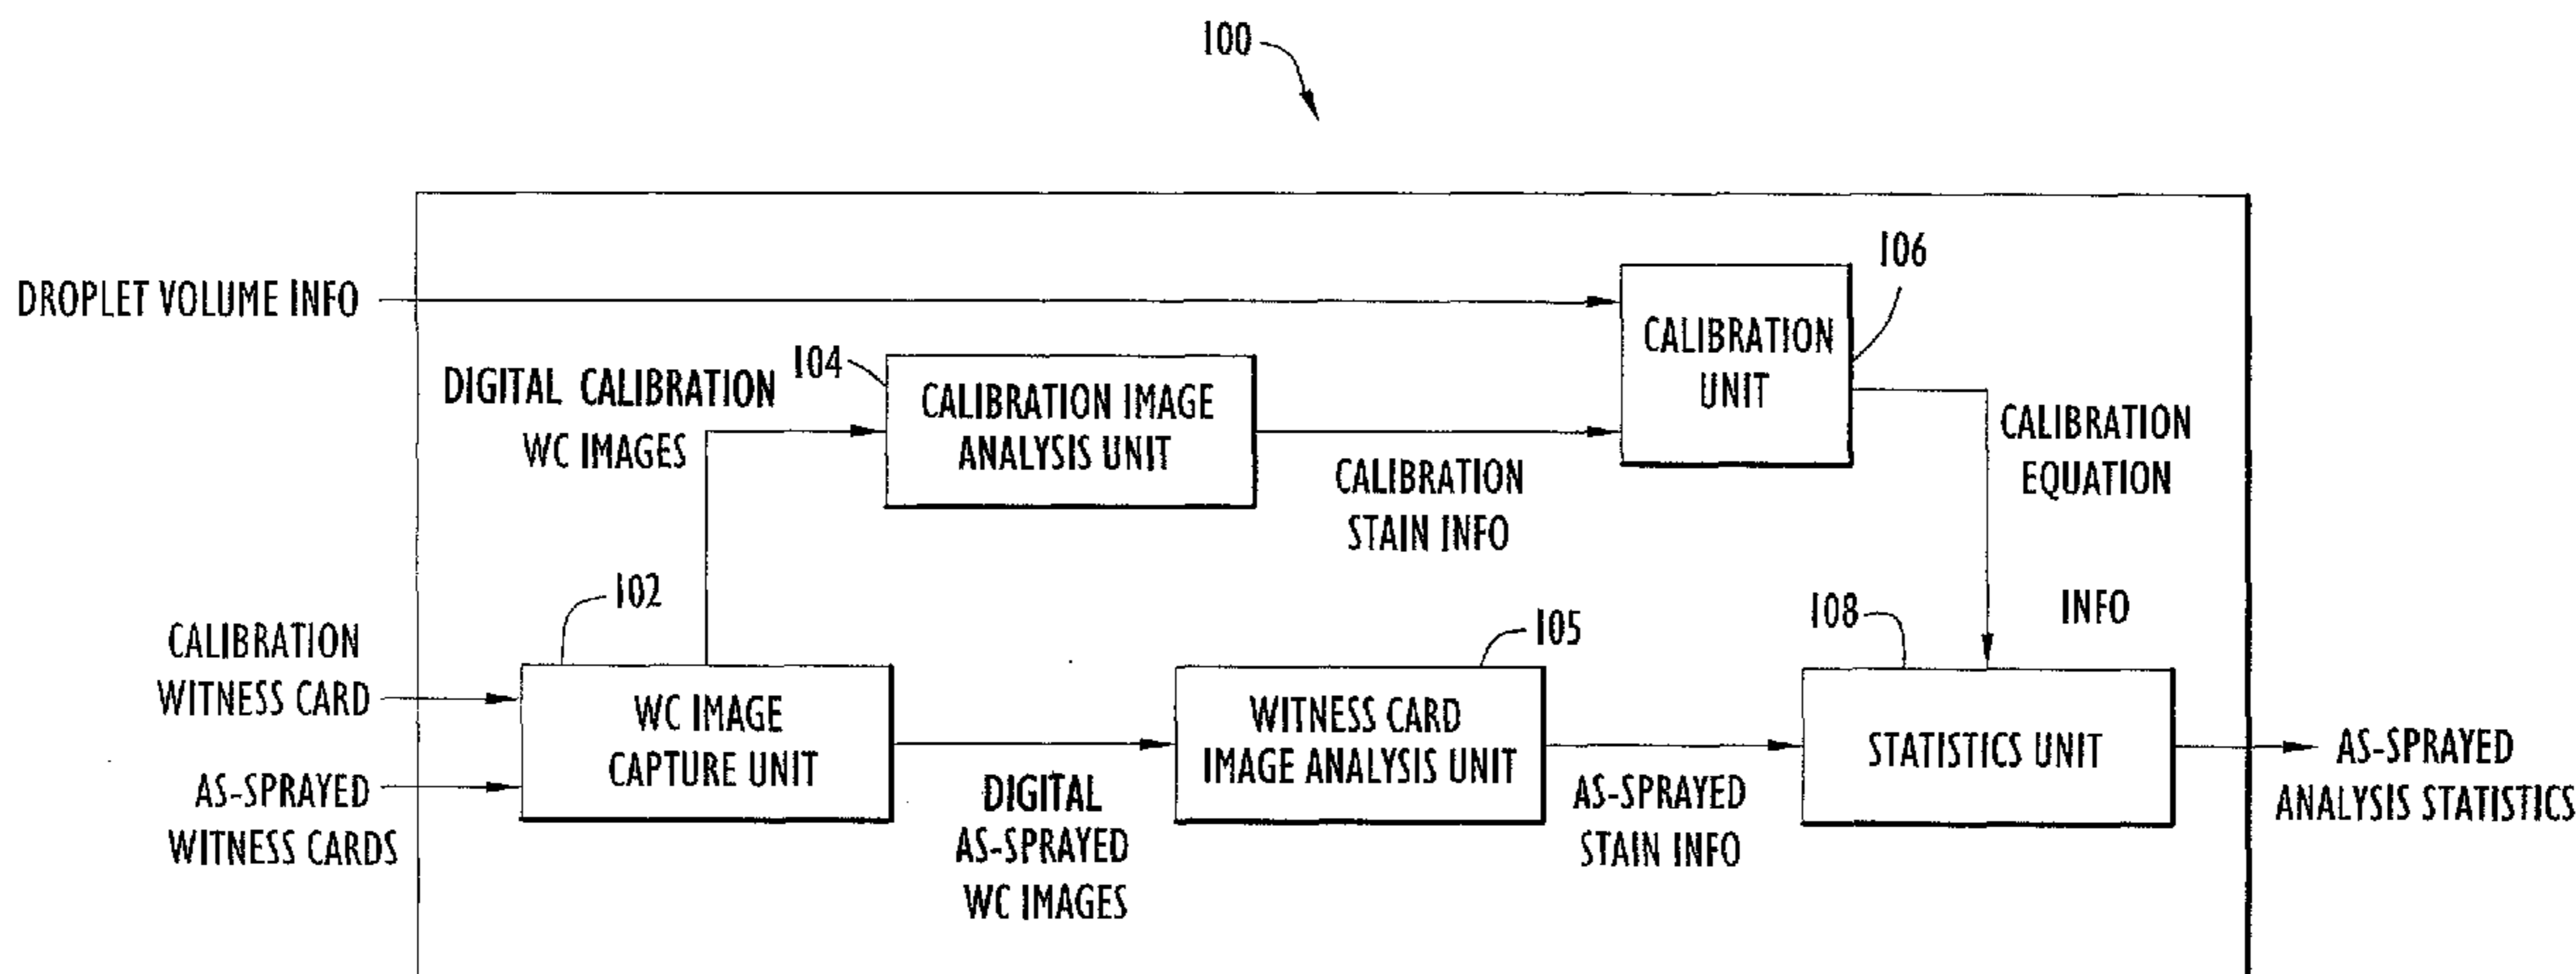 100
DROPLET VOLUME INFO
106
CALIBRATION
UNIT
104
DIGITAL CALIBRATION
WC IMAGES
CALIBRATION IMAGE
ANALYSIS UNIT
CALIBRATION
STAIN INFO
CALIBRATION
EQUATION
INFO
102
CALIBRATION
WITNESS CARD
AS-SPRAYED
WITNESS CARDS
WC IMAGE
CAPTURE UNIT
DIGITAL
AS-SPRAYED
WC IMAGES
105
WITNESS CARD
IMAGE ANALYSIS UNIT
AS-SPRAYED
STAIN INFO
108
STATISTICS UNIT
AS-SPRAYED
ANALYSIS STATISTICS